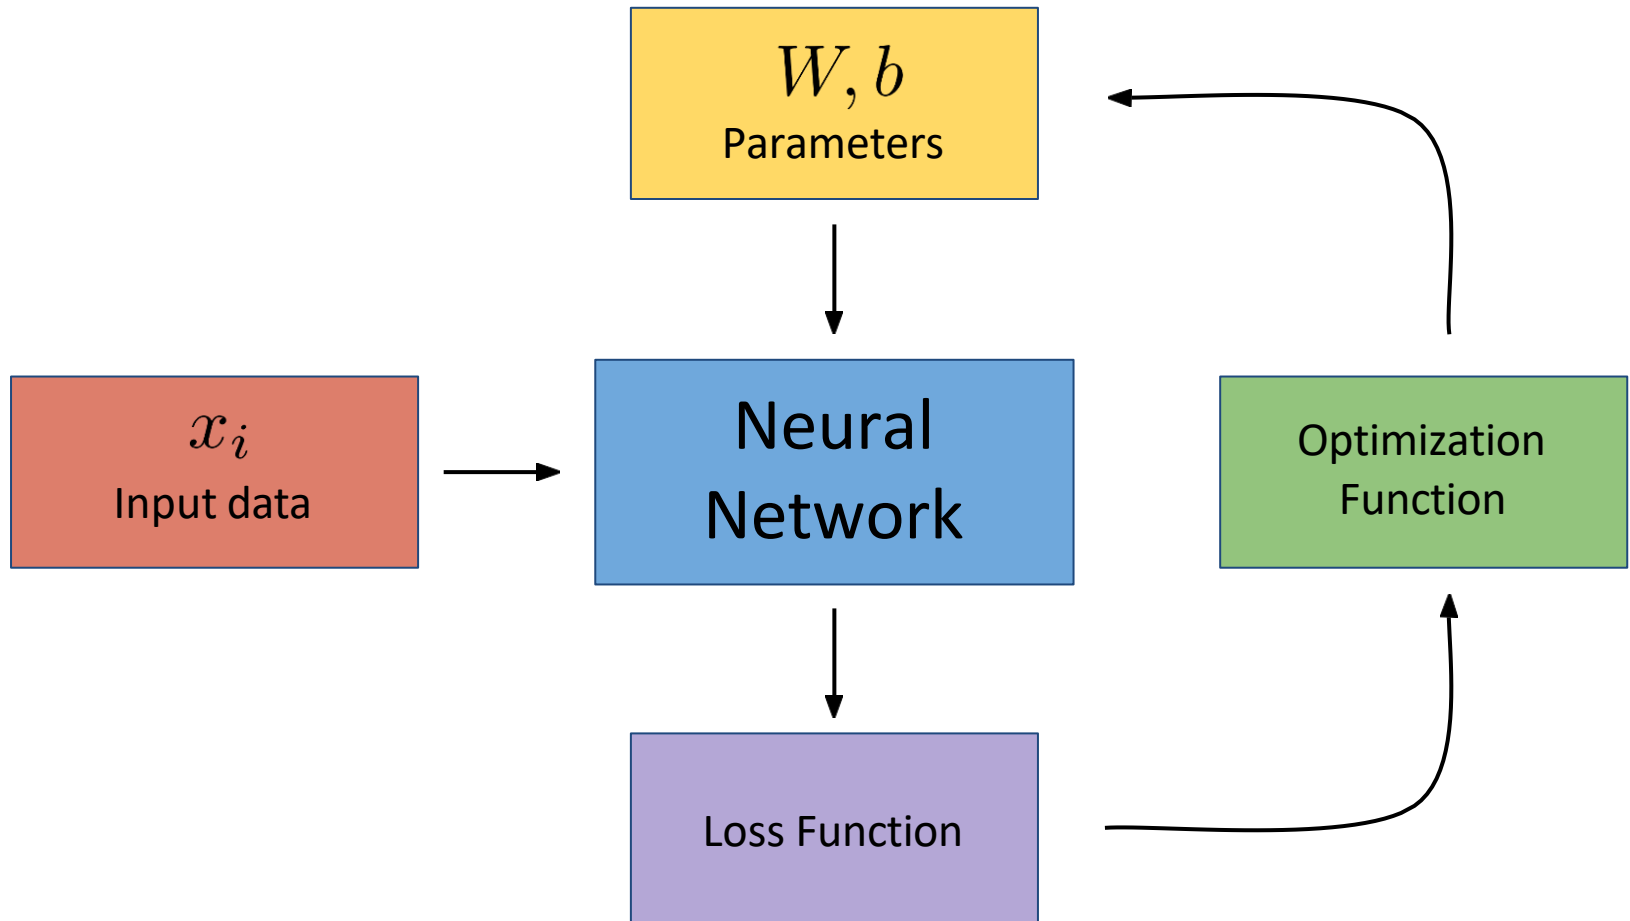 W, b
Parameters
x_i
Input data
Neural
Network
Optimization
Function
Loss Function